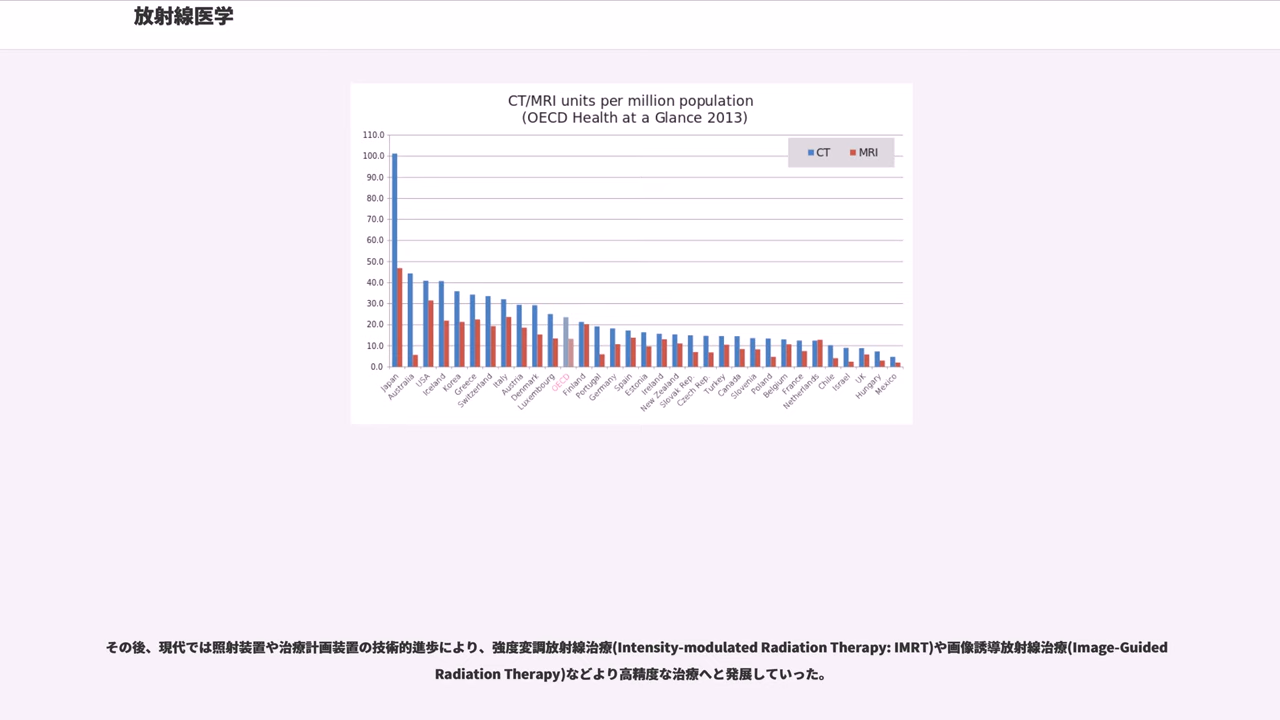 放射線医学
CT/MRI units per million population
(OECD Health at a Glance 2013)
CT MRI
110.0
100.0
90.0
80.0
70.0
60.0
50.0
40.0
30.0
20.0
10.0
0.0
Japan Australia USA Iceland Korea Greece Switzerland Italy Austria Denmark Luxembourg OECD Finland Portugal Germany Spain Estonia Ireland New Zealand Slovak Rep. Czech Rep. Turkey Canada Slovenia Poland Belgium France Netherlands Chile Israel UK Hungary Mexico
その後、現代では照射装置や治療計画装置の技術的進歩により、強度変調放射線治療(Intensity-modulated Radiation Therapy: IMRT)や画像誘導放射線治療(Image-Guided
Radiation Therapy)などより高精度な治療へと発展していった。